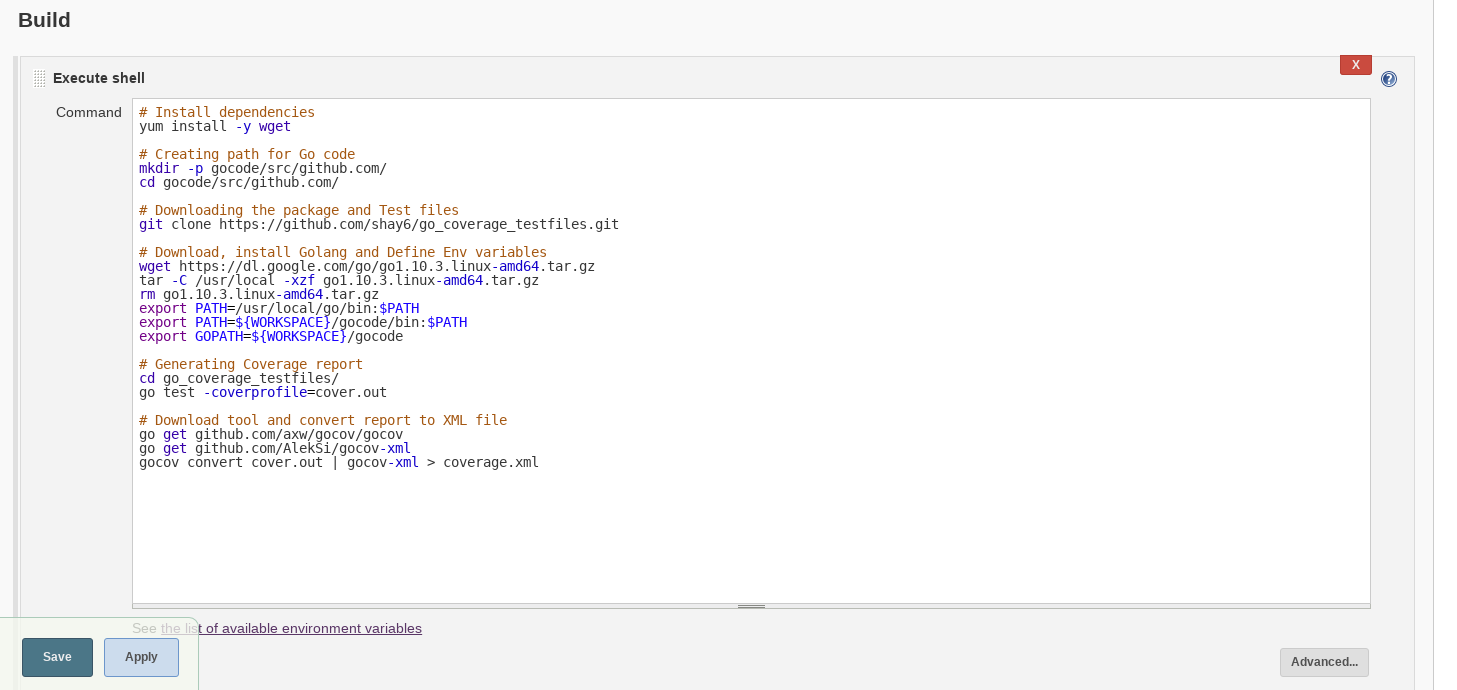 Build
X
Execute shell
?
Command
# Install dependencies
yum install -y wget
# Creating path for Go code
mkdir -p gocode/src/github.com/
cd gocode/src/github.com/
# Downloading the package and Test files
git clone https://github.com/shay6/go_coverage_testfiles.git
# Download, install Golang and Define Env variables
wget https://dl.google.com/go/go1.10.3.linux-amd64.tar.gz
tar -C /usr/local -xzf go1.10.3.linux-amd64.tar.gz
rm go1.10.3.linux-amd64.tar.gz
export PATH=/usr/local/go/bin:$PATH
export PATH=${WORKSPACE}/gocode/bin:$PATH
export GOPATH=${WORKSPACE}/gocode
# Generating Coverage report
cd go_coverage_testfiles/
go test -coverprofile=cover.out
# Download tool and convert report to XML file
go get github.com/axw/gocov/gocov
go get github.com/AlekSi/gocov-xml
gocov convert cover.out | gocov-xml > coverage.xml
See the list of available environment variables
Save
Apply
Advanced...